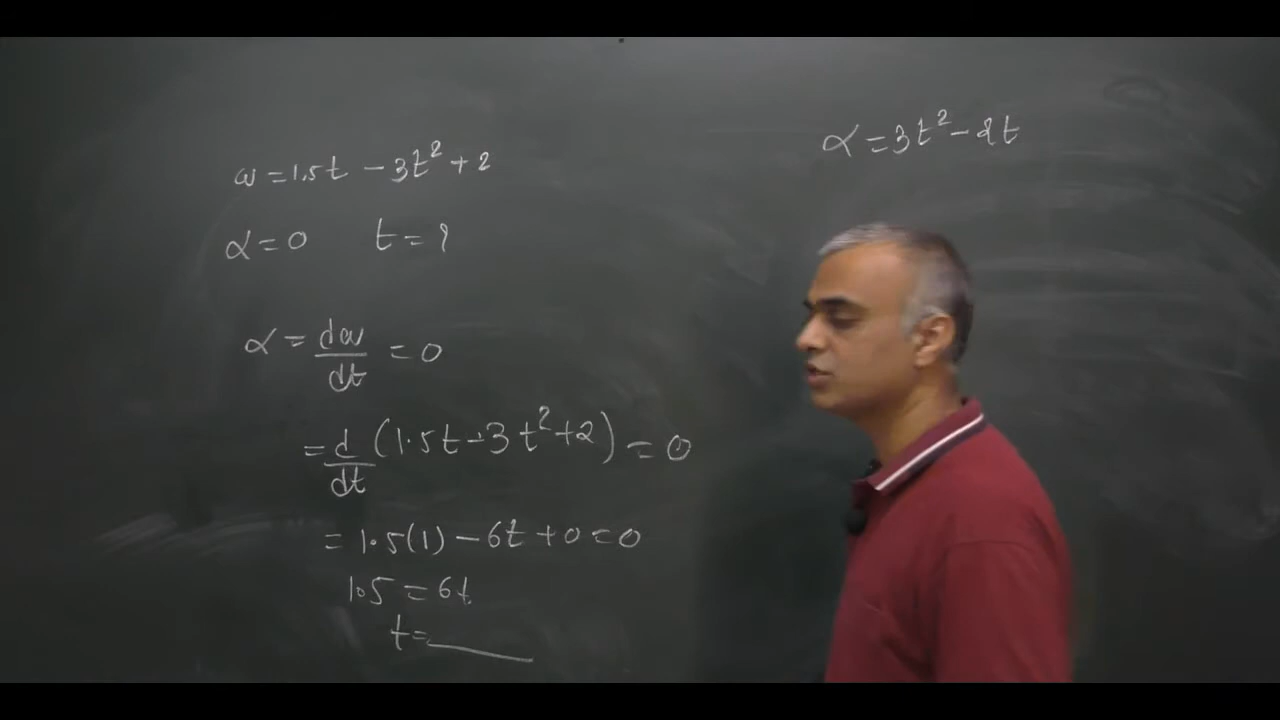 ω = 1.5t - 3t² + 2
α = 0 t = ?
α = dω/dt = 0
= d/dt (1.5t - 3t² + 2) = 0
= 1.5(1) - 6t + 0 = 0
1.5 = 6t
t =
α = 3t² - 2t